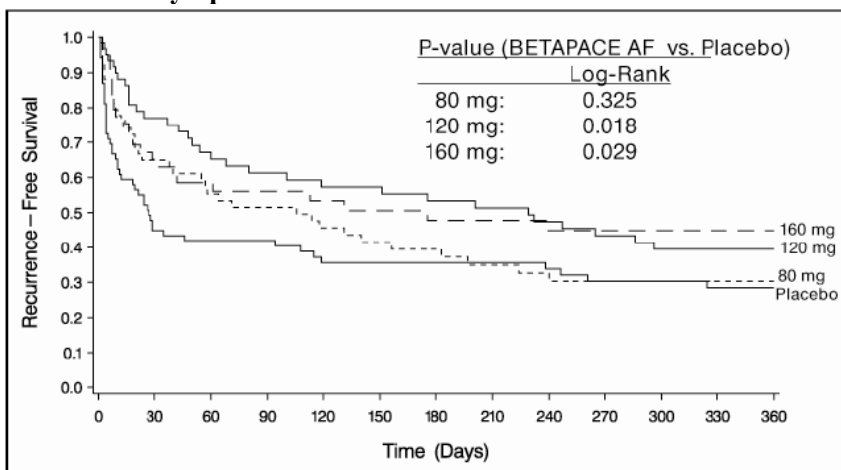 P-value (BETAPACE AF vs. Placebo)
Log-Rank
80 mg: 0.325
120 mg: 0.018
160 mg: 0.029
1.0
0.9
0.8
0.7
0.6
0.5
0.4
0.3
0.2
0.1
0.0
Recurrence – Free Survival
160 mg
120 mg
80 mg
Placebo
0 30 60 90 120 150 180 210 240 270 300 330 360
Time (Days)